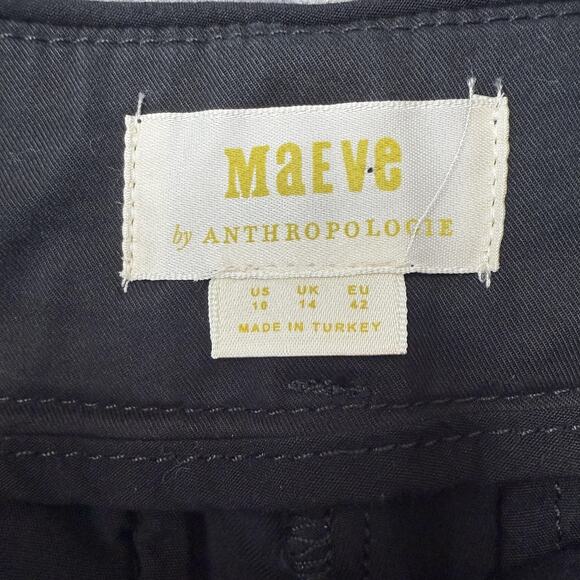 MaEVe
by ANTHROPOLOGIE
US UK EU
10 14 42
MADE IN TURKEY